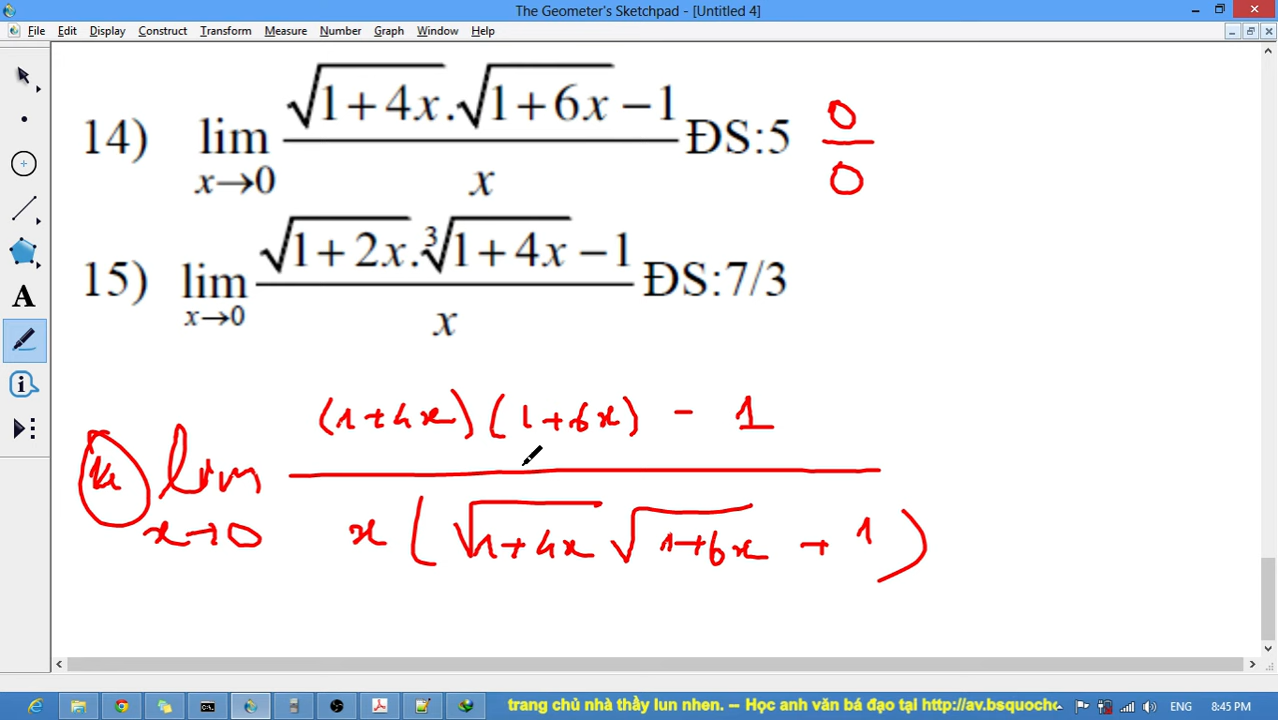 The Geometer's Sketchpad - [Untitled 4]
File Edit Display Construct Transform Measure Number Graph Window Help
14) lim x→0 √(1+4x).√(1+6x) −1 / x ĐS:5 0/0
15) lim x→0 √(1+2x).∛(1+4x) −1 / x ĐS:7/3
14 lim x→0 (1+4x)(1+6x) − 1 / x(√(1+4x) √(1+6x) + 1)
A
trang chủ nhà thầy lun nhen. -- Học anh văn bá đạo tại http://av.bsquocho
ENG 8:45 PM